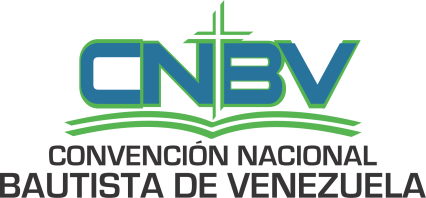 CNBV
CONVENCIÓN NACIONAL
BAUTISTA DE VENEZUELA